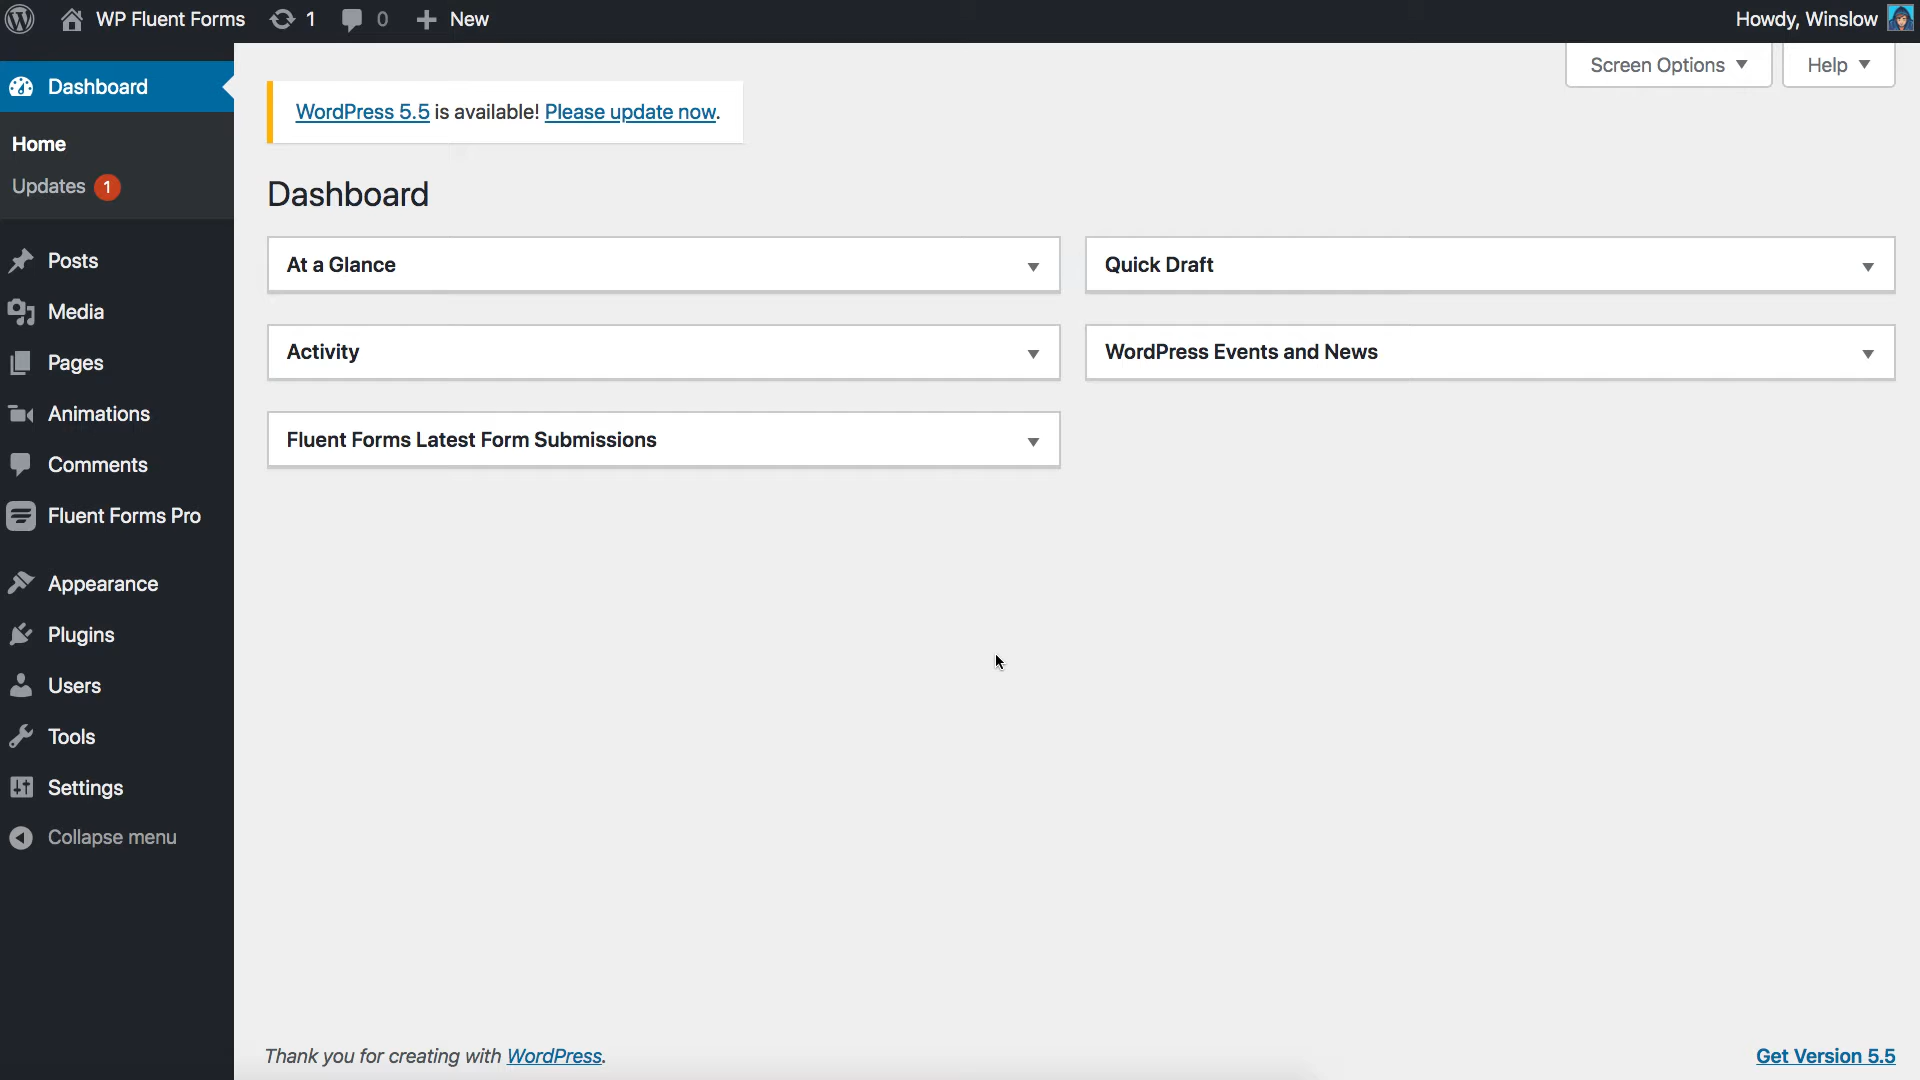 WP Fluent Forms 1 0 New Howdy, Winslow
Screen Options Help
Dashboard
Home
Updates 1
Posts
Media
Pages
Animations
Comments
Fluent Forms Pro
Appearance
Plugins
Users
Tools
Settings
Collapse menu
WordPress 5.5 is available! Please update now.
Dashboard
At a Glance
Activity
Fluent Forms Latest Form Submissions
Quick Draft
WordPress Events and News
Thank you for creating with WordPress.
Get Version 5.5